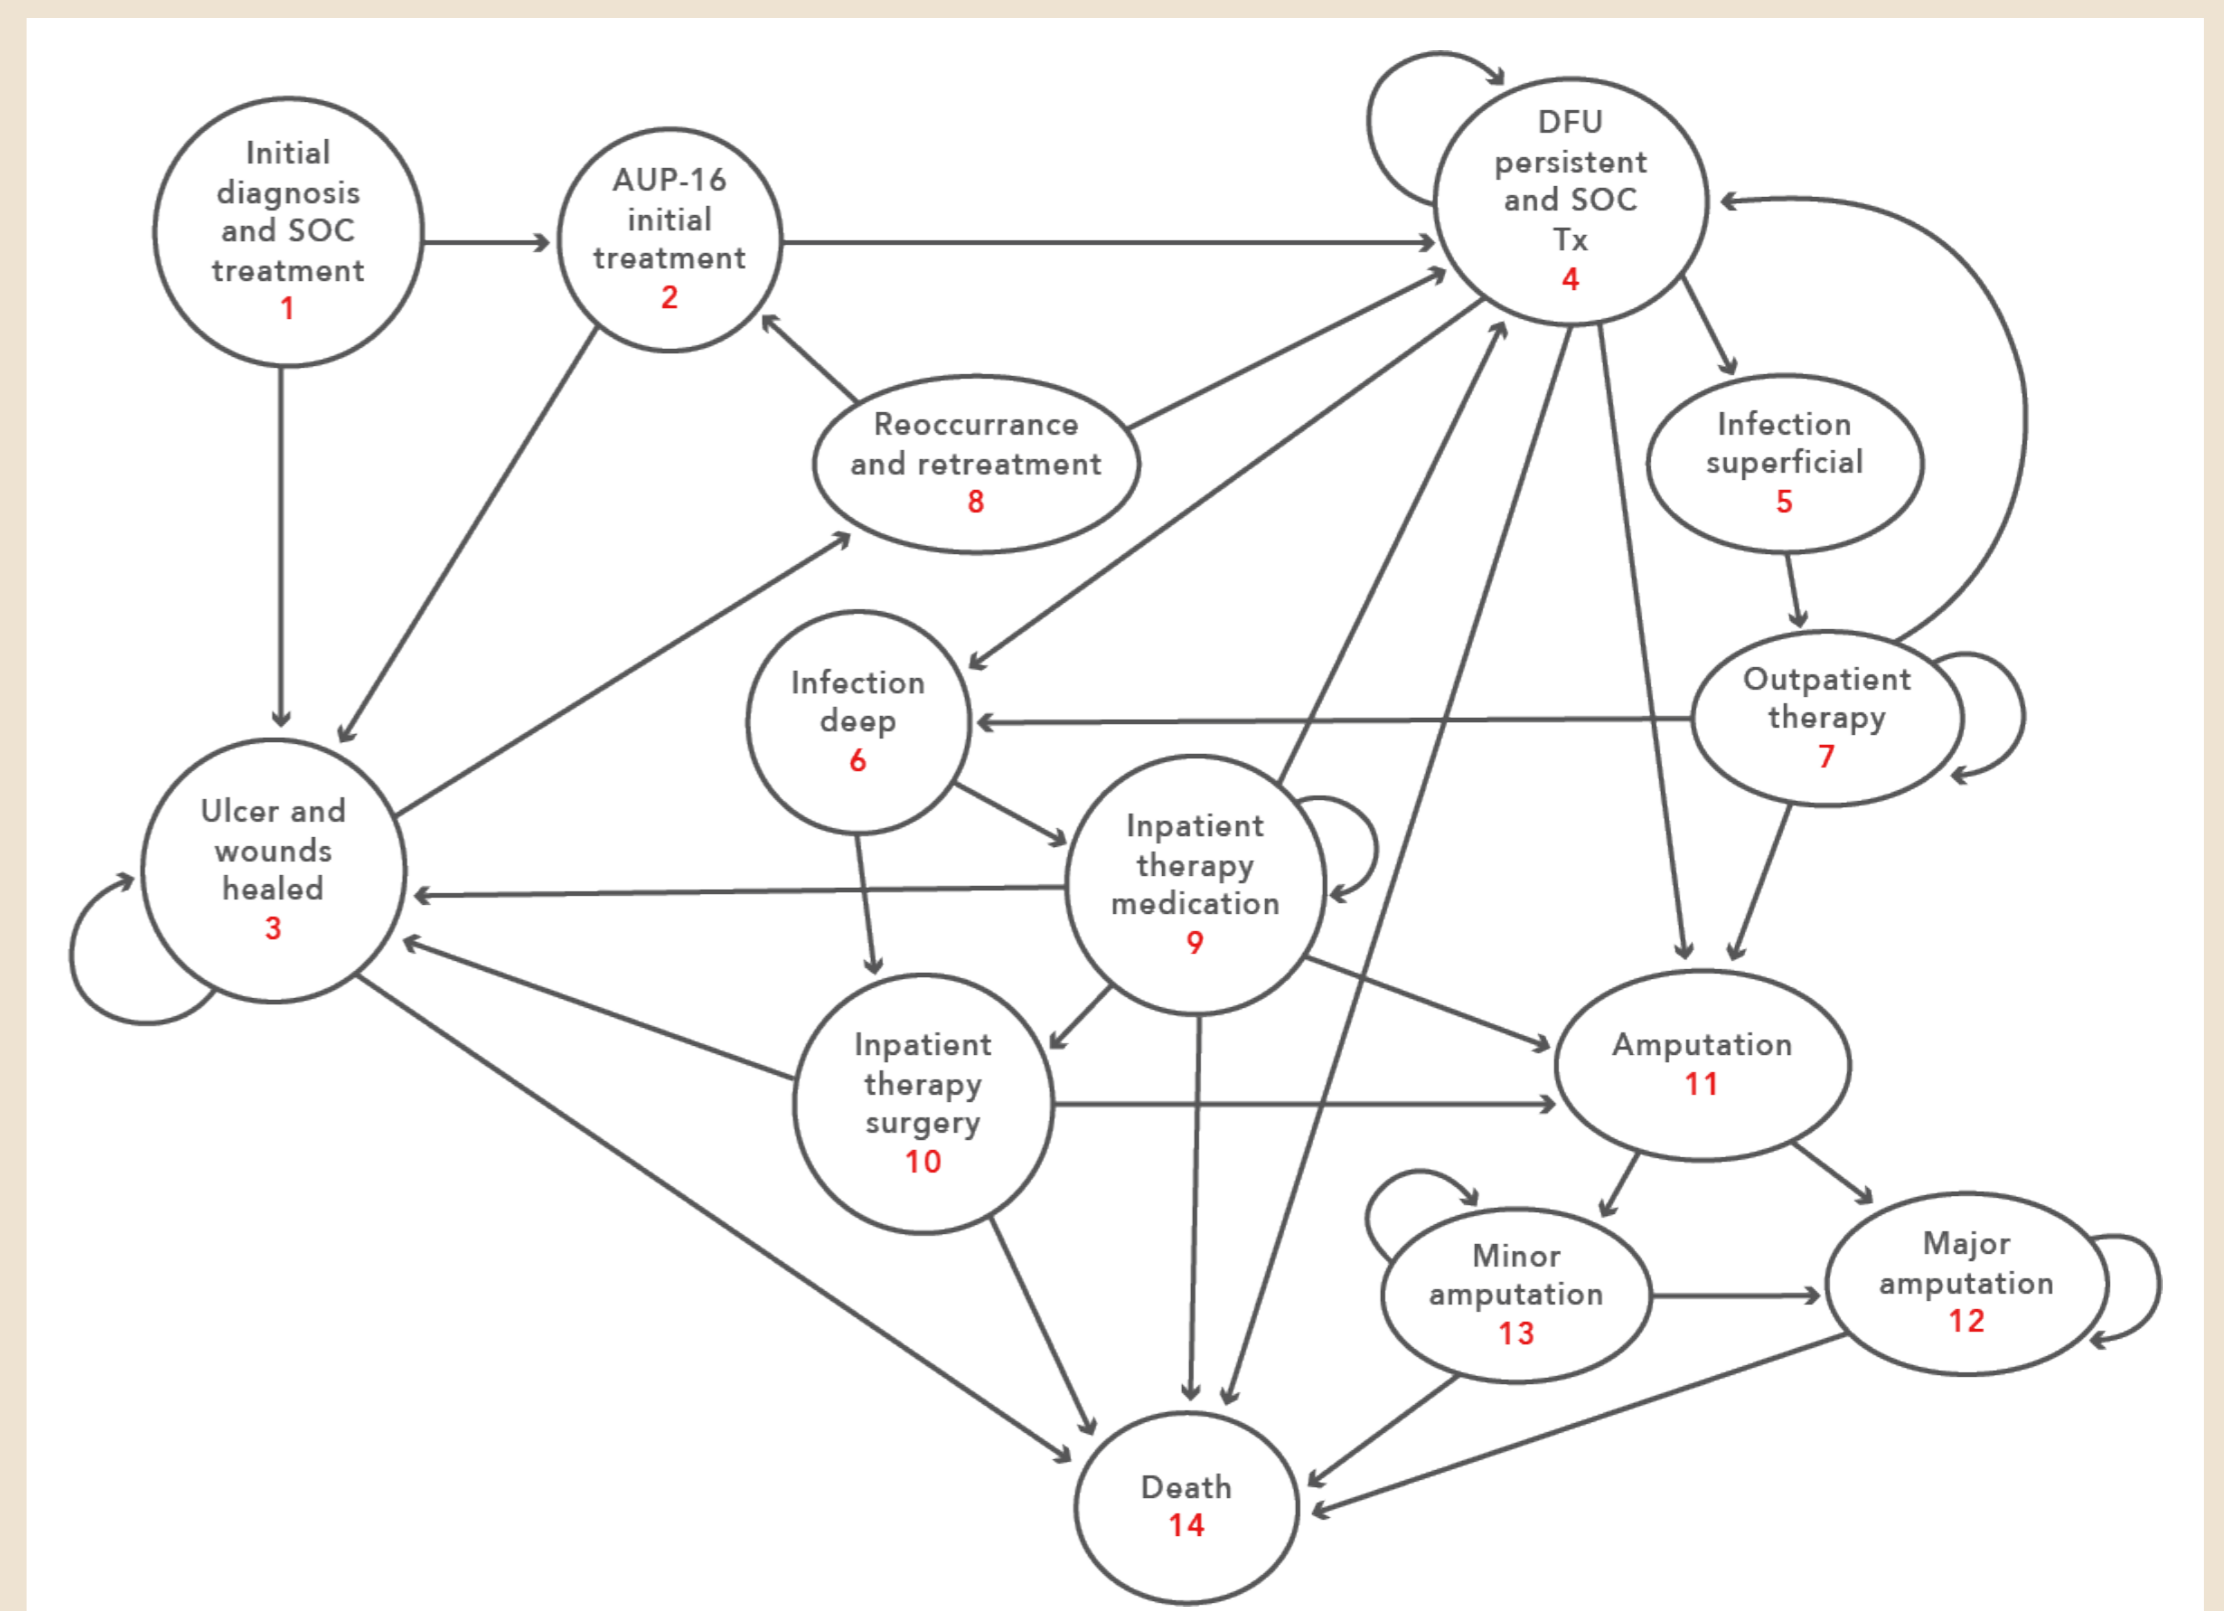 Initial
diagnosis
and SOC
treatment
1
AUP-16
initial
treatment
2
DFU
persistent
and SOC
Tx
4
Reoccurrance
and retreatment
8
Infection
superficial
5
Infection
deep
6
Outpatient
therapy
7
Ulcer and
wounds
healed
3
Inpatient
therapy
medication
9
Inpatient
therapy
surgery
10
Amputation
11
Minor
amputation
13
Major
amputation
12
Death
14